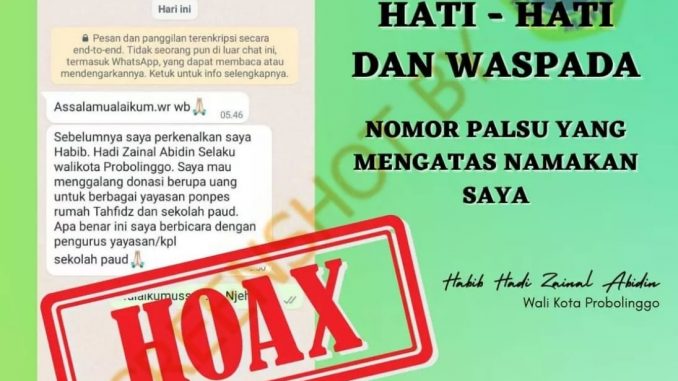 Hari ini
Pesan dan panggilan terenkripsi secara
end-to-end. Tidak seorang pun di luar chat ini,
termasuk WhatsApp, yang dapat membaca atau
mendengarkannya. Ketuk untuk info selengkapnya.
Assalamualaikum.wr wb🙏🏻
05.46
Sebelumnya saya perkenalkan saya
Habib. Hadi Zainal Abidin Selaku
walikota Probolinggo. Saya mau
menggalang donasi berupa uang
untuk berbagai yayasan ponpes
rumah Tahfidz dan sekolah paud.
Apa benar ini saya berbicara dengan
pengurus yayasan/kpl
sekolah paud🙏🏻
HOAX
SCREENSHOT BY
HATI - HATI
DAN WASPADA
NOMOR PALSU YANG
MENGATAS NAMAKAN
SAYA
Habib Hadi Zainal Abidin
Wali Kota Probolinggo